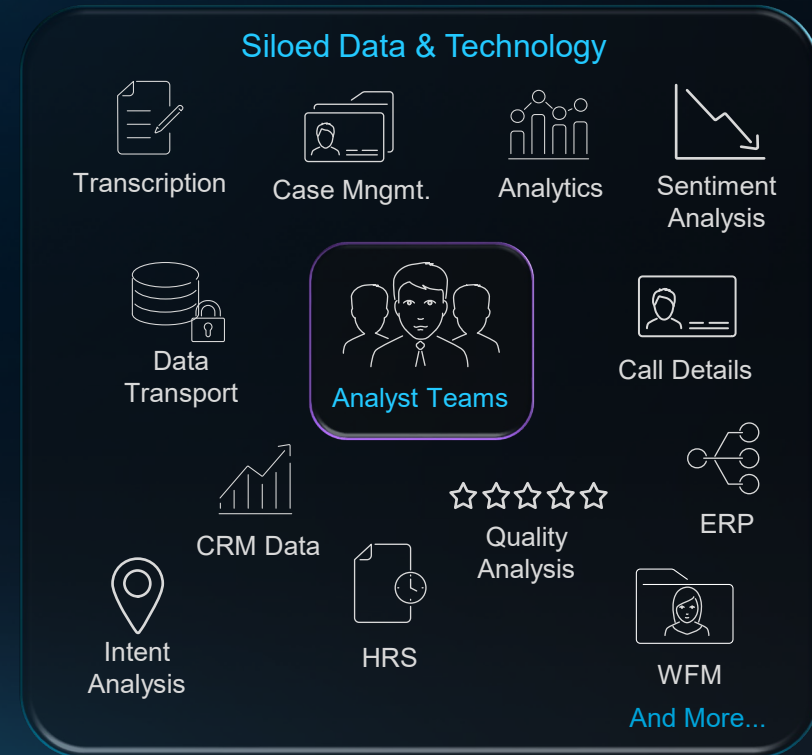 Siloed Data & Technology
Transcription
Case Mngmt.
Analytics
Sentiment
Analysis
Data
Transport
Analyst Teams
Call Details
CRM Data
Quality
Analysis
ERP
Intent
Analysis
HRS
WFM
And More...